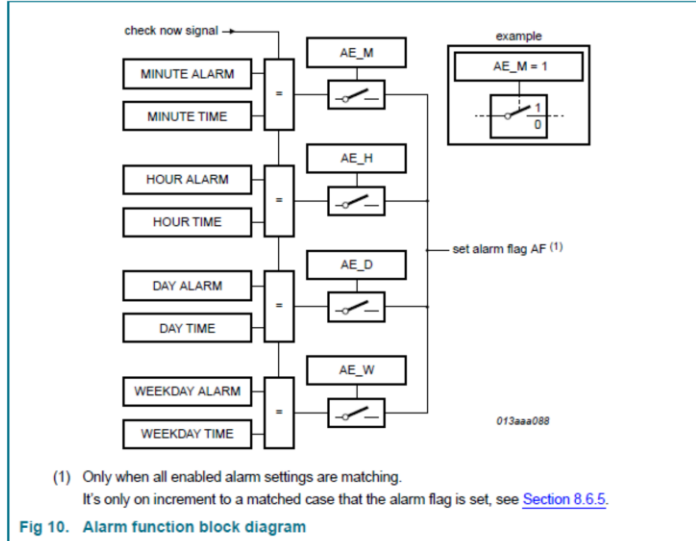 check now signal
MINUTE ALARM
MINUTE TIME
=
AE_M
example
AE_M = 1
1
0
HOUR ALARM
HOUR TIME
=
AE_H
set alarm flag AF (1)
DAY ALARM
DAY TIME
=
AE_D
WEEKDAY ALARM
WEEKDAY TIME
=
AE_W
013aaa088
(1) Only when all enabled alarm settings are matching.
It's only on increment to a matched case that the alarm flag is set, see Section 8.6.5.
Fig 10. Alarm function block diagram